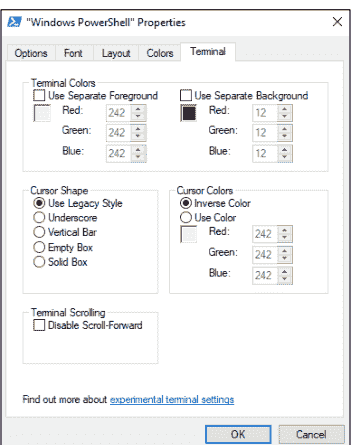 "Windows PowerShell" Properties
Options Font Layout Colors Terminal
Terminal Colors
Use Separate Foreground Use Separate Background
Red: 242 Red: 12
Green: 242 Green: 12
Blue: 242 Blue: 12
Cursor Shape Cursor Colors
Use Legacy Style Inverse Color
Underscore Use Color
Vertical Bar Red: 242
Empty Box Green: 242
Solid Box Blue: 242
Terminal Scrolling
Disable Scroll-Forward
Find out more about experimental terminal settings
OK Cancel